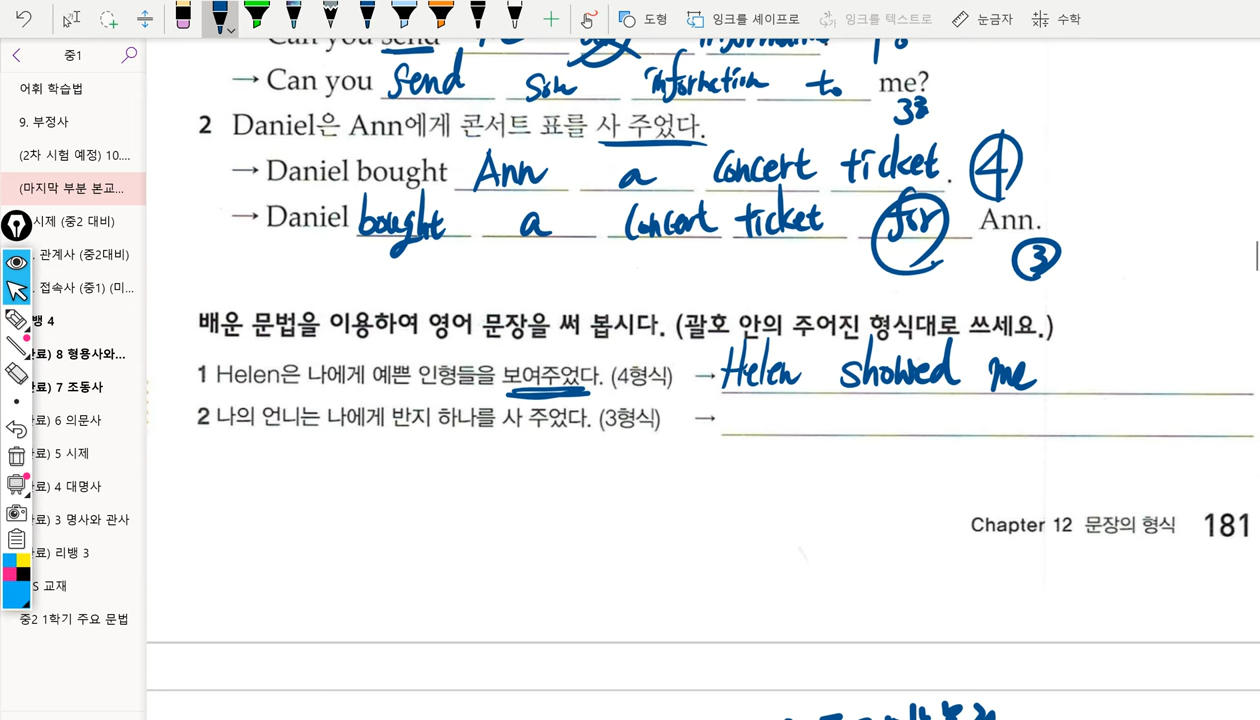 도형 잉크를 셰이프로 잉크를 텍스트로 눈금자 수학
중1
어휘 학습법
9. 부정사
(2차 시험 예정) 10....
(마지막 부분 본교...
시제 (중2 대비)
. 관계사 (중2대비)
. 접속사 (중1) (미...
뱅 4
료) 8 형용사와...
료) 7 조동사
료) 6 의문사
료) 5 시제
료) 4 대명사
료) 3 명사와 관사
료) 리뱅 3
S 교재
중2 1학기 주요 문법
Can you send
→ Can you send information to me?
2 Daniel은 Ann에게 콘서트 표를 사 주었다.
→ Daniel bought Ann a concert ticket. 4
→ Daniel bought a concert ticket for Ann.
3
배운 문법을 이용하여 영어 문장을 써 봅시다. (괄호 안의 주어진 형식대로 쓰세요.)
1 Helen은 나에게 예쁜 인형들을 보여주었다. (4형식) → Helen showed me
2 나의 언니는 나에게 반지 하나를 사 주었다. (3형식) →
Chapter 12 문장의 형식 181